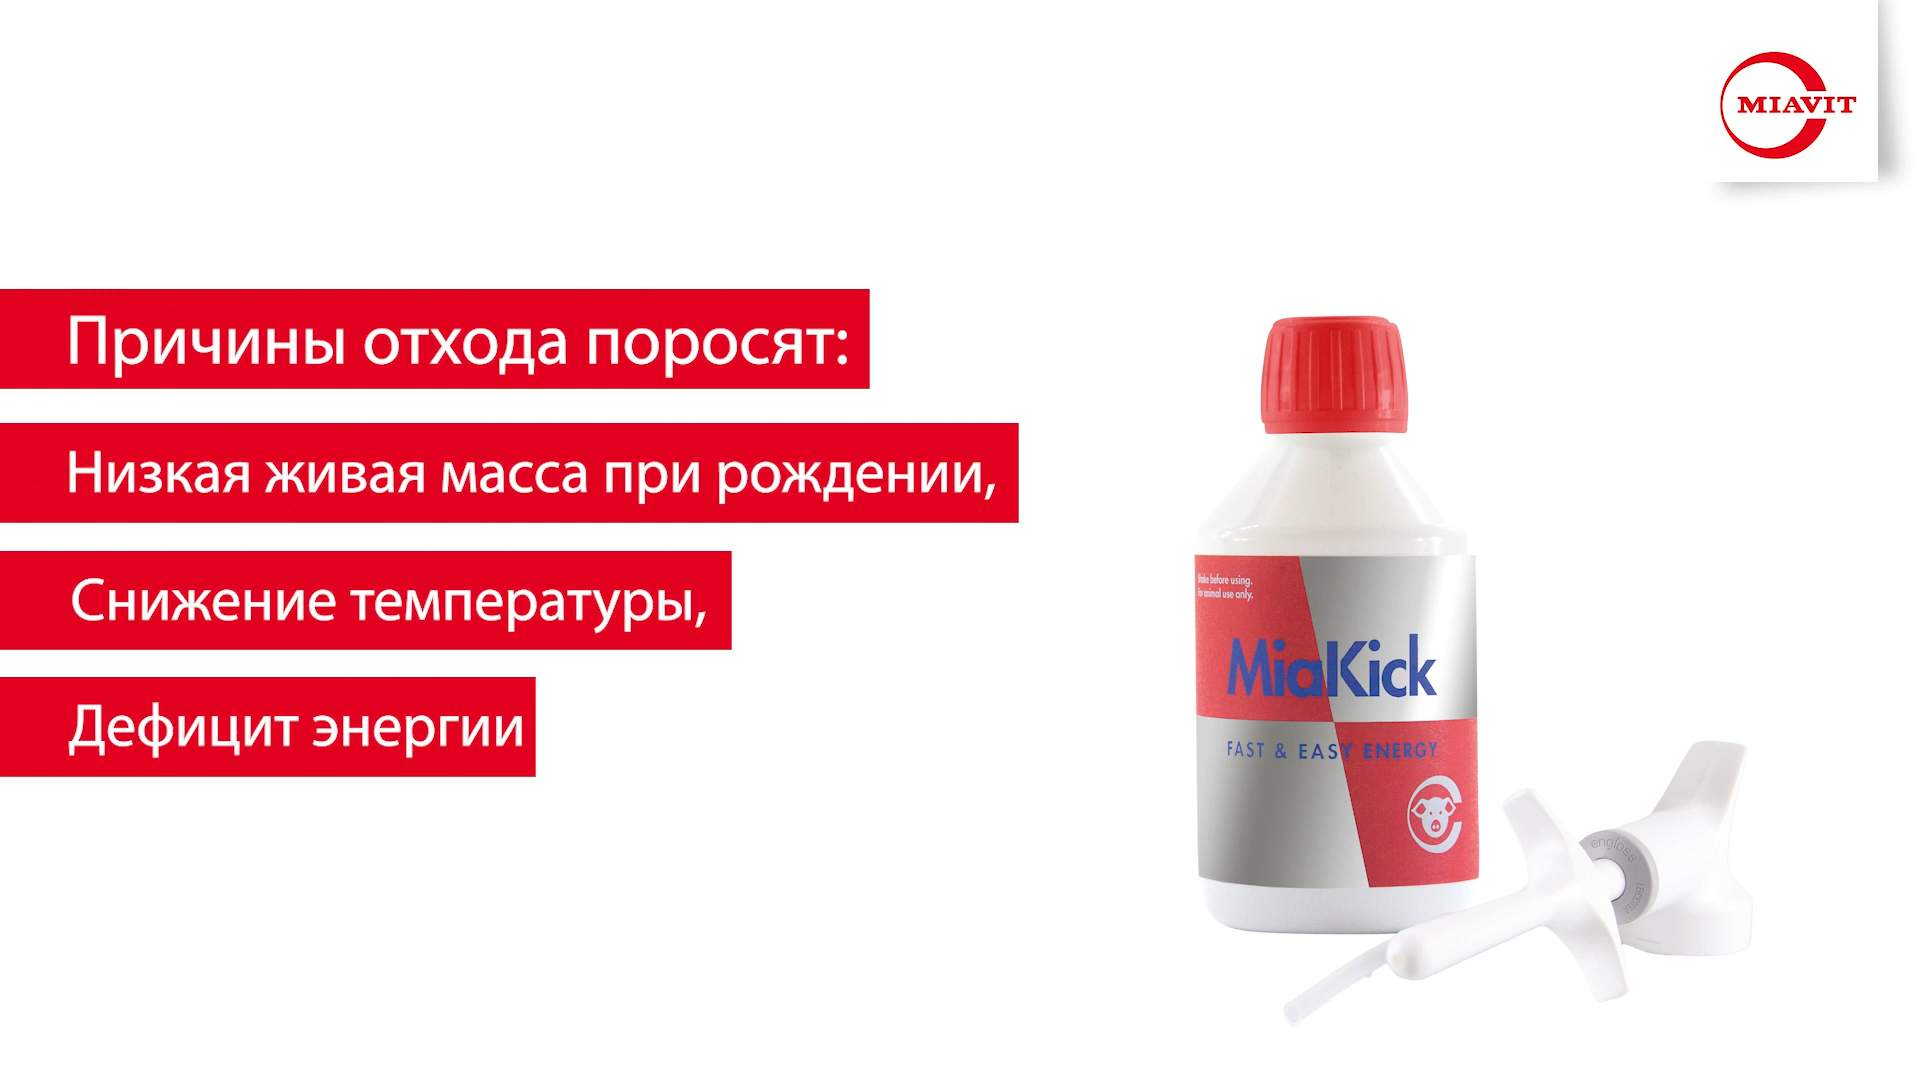 MIAVIT
Причины отхода поросят:
Низкая живая масса при рождении,
Снижение температуры,
Дефицит энергии
Shake before using.
For animal use only.
MiaKick
FAST & EASY ENERGY
englass